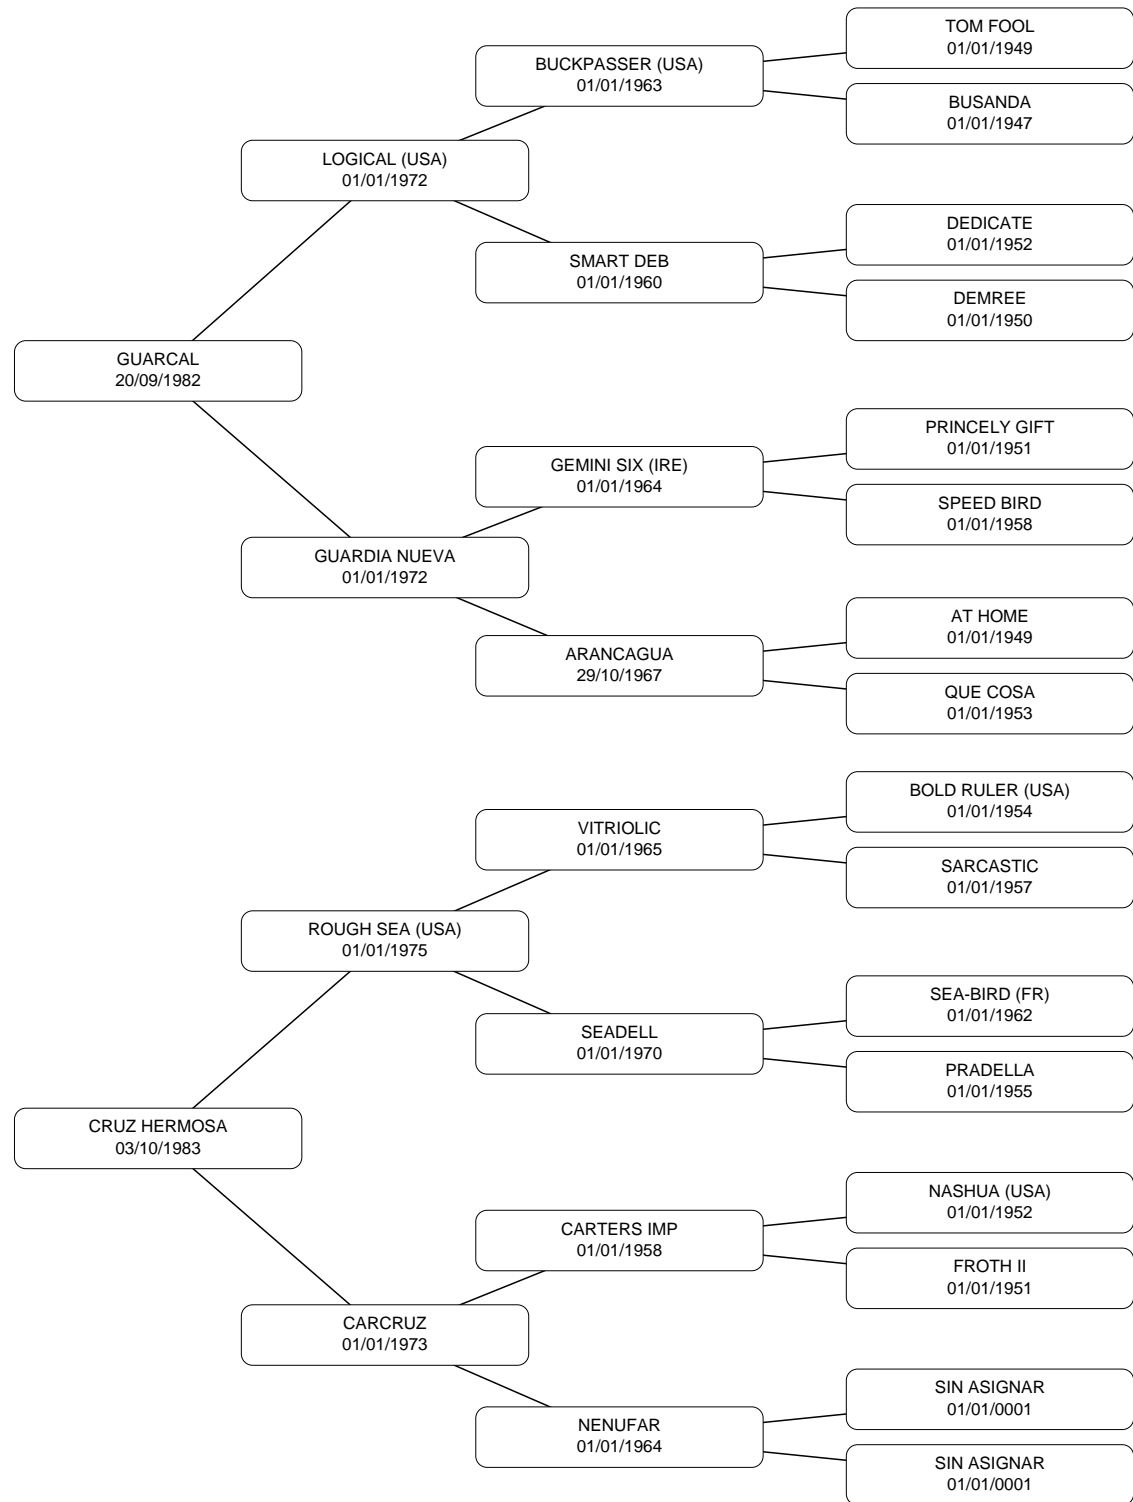 TOM FOOL
01/01/1949
BUCKPASSER (USA)
01/01/1963
BUSANDA
01/01/1947
LOGICAL (USA)
01/01/1972
DEDICATE
01/01/1952
SMART DEB
01/01/1960
DEMREE
01/01/1950
GUARCAL
20/09/1982
PRINCELY GIFT
01/01/1951
GEMINI SIX (IRE)
01/01/1964
SPEED BIRD
01/01/1958
GUARDIA NUEVA
01/01/1972
AT HOME
01/01/1949
ARANCAGUA
29/10/1967
QUE COSA
01/01/1953
BOLD RULER (USA)
01/01/1954
VITRIOLIC
01/01/1965
SARCASTIC
01/01/1957
ROUGH SEA (USA)
01/01/1975
SEA-BIRD (FR)
01/01/1962
SEADELL
01/01/1970
PRADELLA
01/01/1955
CRUZ HERMOSA
03/10/1983
NASHUA (USA)
01/01/1952
CARTERS IMP
01/01/1958
FROTH II
01/01/1951
CARCRUZ
01/01/1973
SIN ASIGNAR
01/01/0001
NENUFAR
01/01/1964
SIN ASIGNAR
01/01/0001